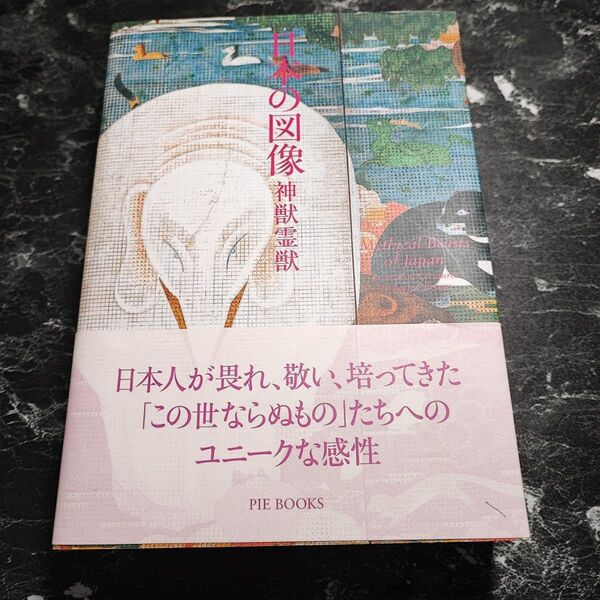 日本の図像
神獣霊獣
Mythical Beasts
of Japan
日本人が畏れ、敬い、培ってきた
「この世ならぬもの」たちへの
ユニークな感性
PIE BOOKS